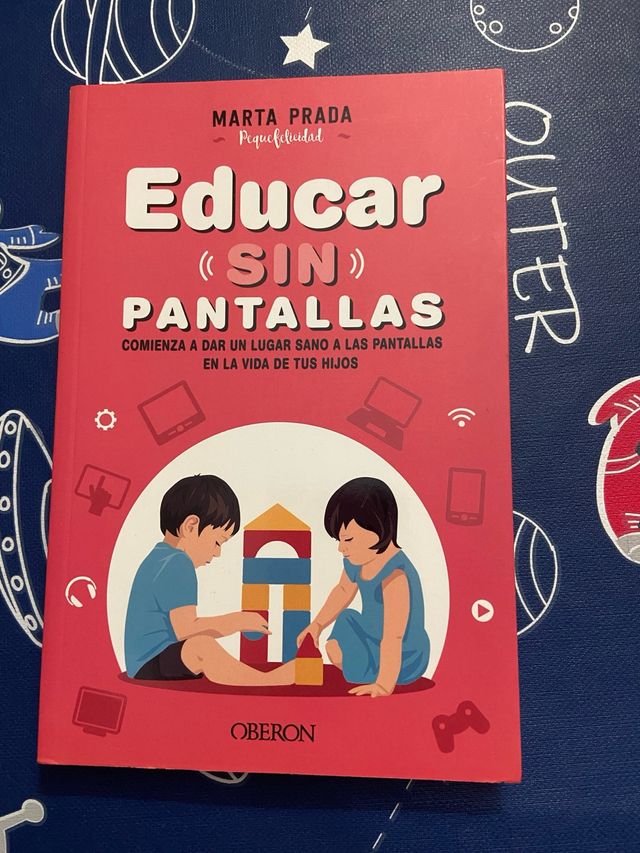 MARTA PRADA
Pequefelicidad
Educar
SIN
PANTALLAS
COMIENZA A DAR UN LUGAR SANO A LAS PANTALLAS
EN LA VIDA DE TUS HIJOS
OBERON
OUTER